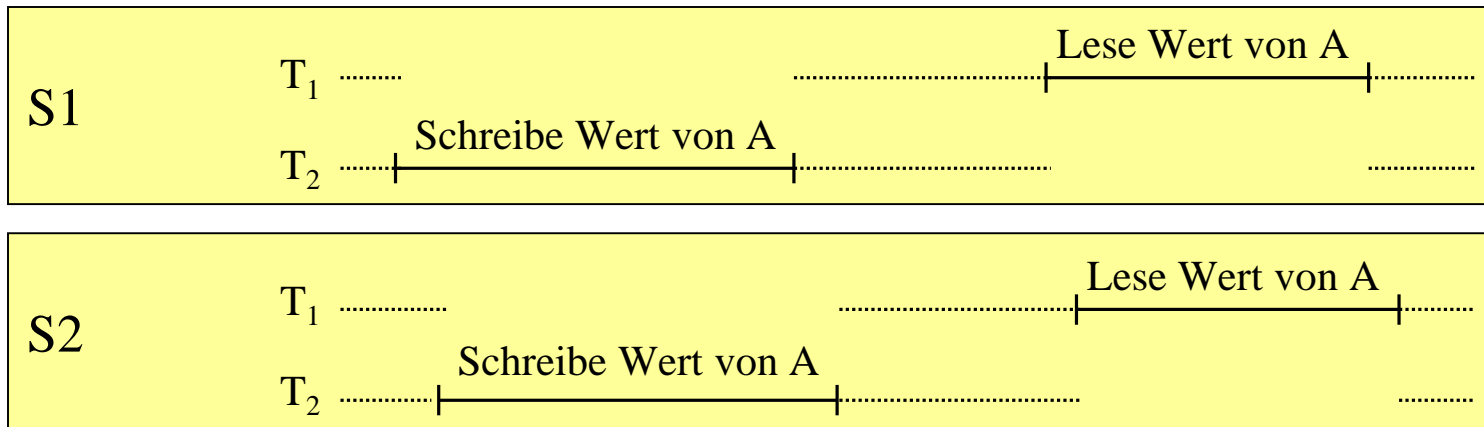 Lese Wert von A
T1
S1
Schreibe Wert von A
T2
Lese Wert von A
T1
S2
Schreibe Wert von A
T2